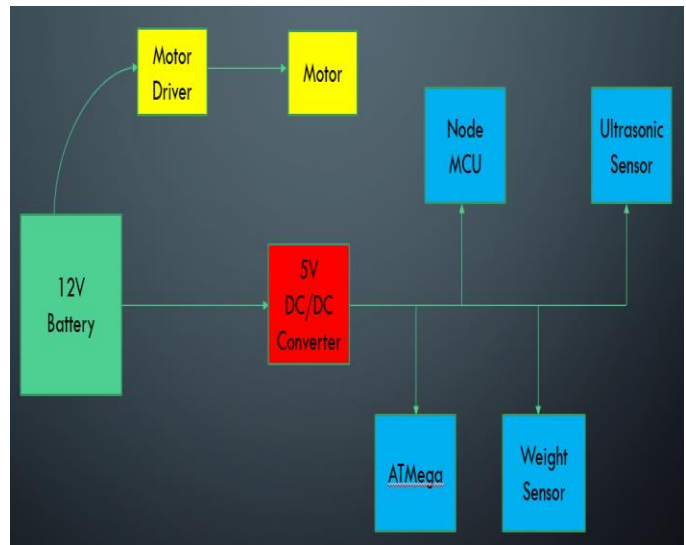 Motor
Driver
Motor
Node
MCU
Ultrasonic
Sensor
12V
Battery
5V
DC/DC
Converter
ATMega
Weight
Sensor